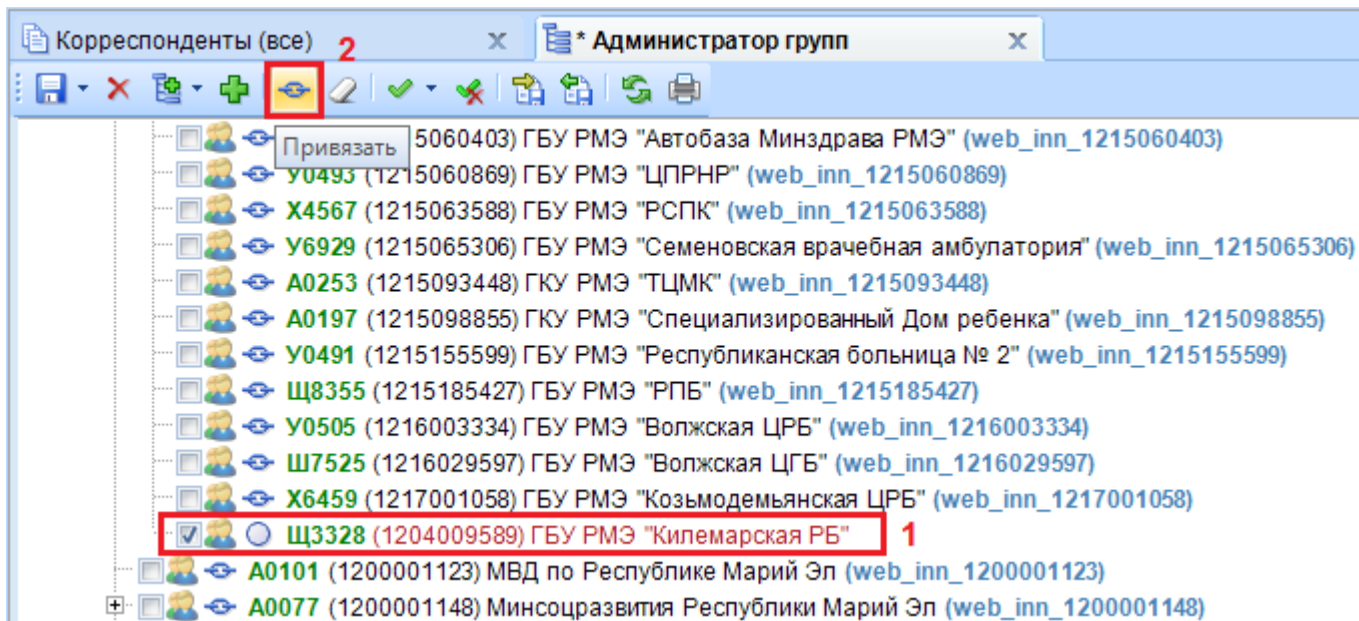 Корреспонденты (все)
2
* Администратор групп
Привязать
5060403) ГБУ РМЭ "Автобаза Минздрава РМЭ" (web_inn_1215060403)
У0493 (1215060869) ГБУ РМЭ "ЦПРНР" (web_inn_1215060869)
Х4567 (1215063588) ГБУ РМЭ "РСПК" (web_inn_1215063588)
У6929 (1215065306) ГБУ РМЭ "Семеновская врачебная амбулатория" (web_inn_1215065306)
А0253 (1215093448) ГКУ РМЭ "ТЦМК" (web_inn_1215093448)
А0197 (1215098855) ГКУ РМЭ "Специализированный Дом ребенка" (web_inn_1215098855)
У0491 (1215155599) ГБУ РМЭ "Республиканская больница № 2" (web_inn_1215155599)
Щ8355 (1215185427) ГБУ РМЭ "РПБ" (web_inn_1215185427)
У0505 (1216003334) ГБУ РМЭ "Волжская ЦРБ" (web_inn_1216003334)
Ш7525 (1216029597) ГБУ РМЭ "Волжская ЦГБ" (web_inn_1216029597)
Х6459 (1217001058) ГБУ РМЭ "Козьмодемьянская ЦРБ" (web_inn_1217001058)
Щ3328 (1204009589) ГБУ РМЭ "Килемарская РБ" 1
А0101 (1200001123) МВД по Республике Марий Эл (web_inn_1200001123)
А0077 (1200001148) Минсоцразвития Республики Марий Эл (web_inn_1200001148)